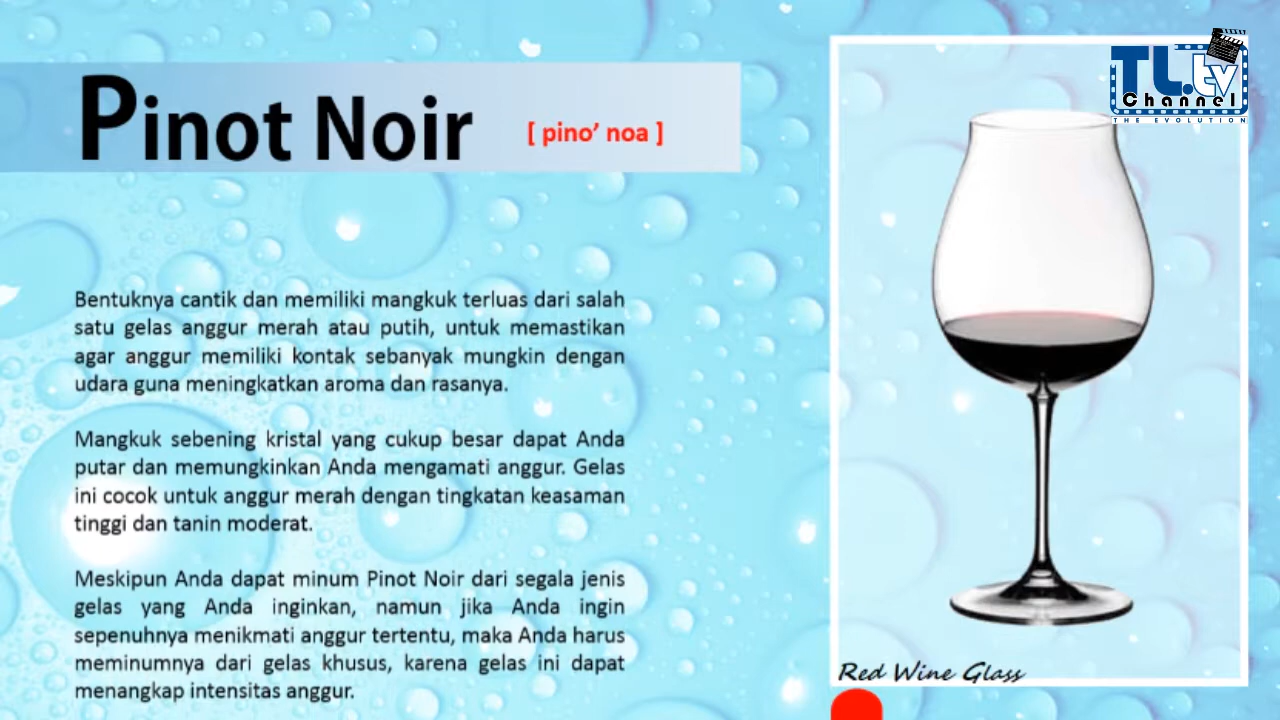 Pinot Noir [ pino’ noa ]
TL.tv
Channel
THE EVOLUTION
Bentuknya cantik dan memiliki mangkuk terluas dari salah
satu gelas anggur merah atau putih, untuk memastikan
agar anggur memiliki kontak sebanyak mungkin dengan
udara guna meningkatkan aroma dan rasanya.
Mangkuk sebening kristal yang cukup besar dapat Anda
putar dan memungkinkan Anda mengamati anggur. Gelas
ini cocok untuk anggur merah dengan tingkatan keasaman
tinggi dan tanin moderat.
Meskipun Anda dapat minum Pinot Noir dari segala jenis
gelas yang Anda inginkan, namun jika Anda ingin
sepenuhnya menikmati anggur tertentu, maka Anda harus
meminumnya dari gelas khusus, karena gelas ini dapat
menangkap intensitas anggur.
Red Wine Glass